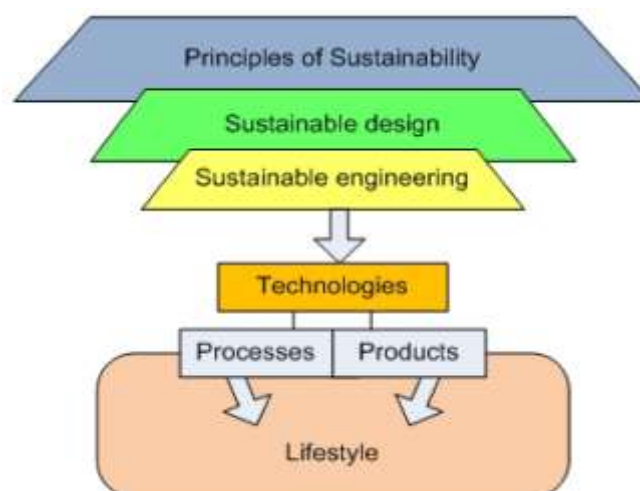 Principles of Sustainability
Sustainable design
Sustainable engineering
Technologies
Processes
Products
Lifestyle